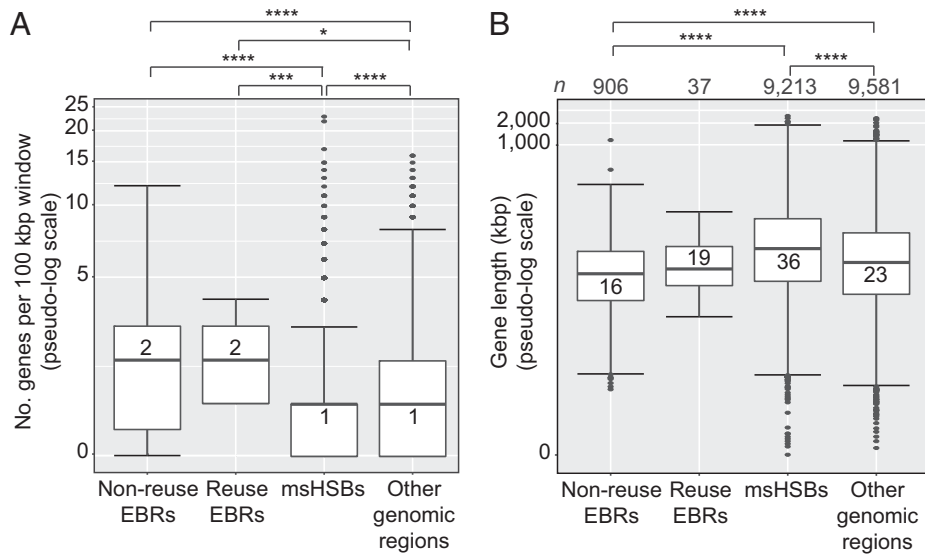 A
****
*
****
***
****
No. genes per 100 kbp window
(pseudo-log scale)
25
20
15
10
5
0
2
2
1
1
Non-reuse
EBRs
Reuse
EBRs
msHSBs
Other
genomic
regions
B
****
****
****
n
906
37
9,213
9,581
Gene length (kbp)
(pseudo-log scale)
2,000
1,000
0
16
19
36
23
Non-reuse
EBRs
Reuse
EBRs
msHSBs
Other
genomic
regions